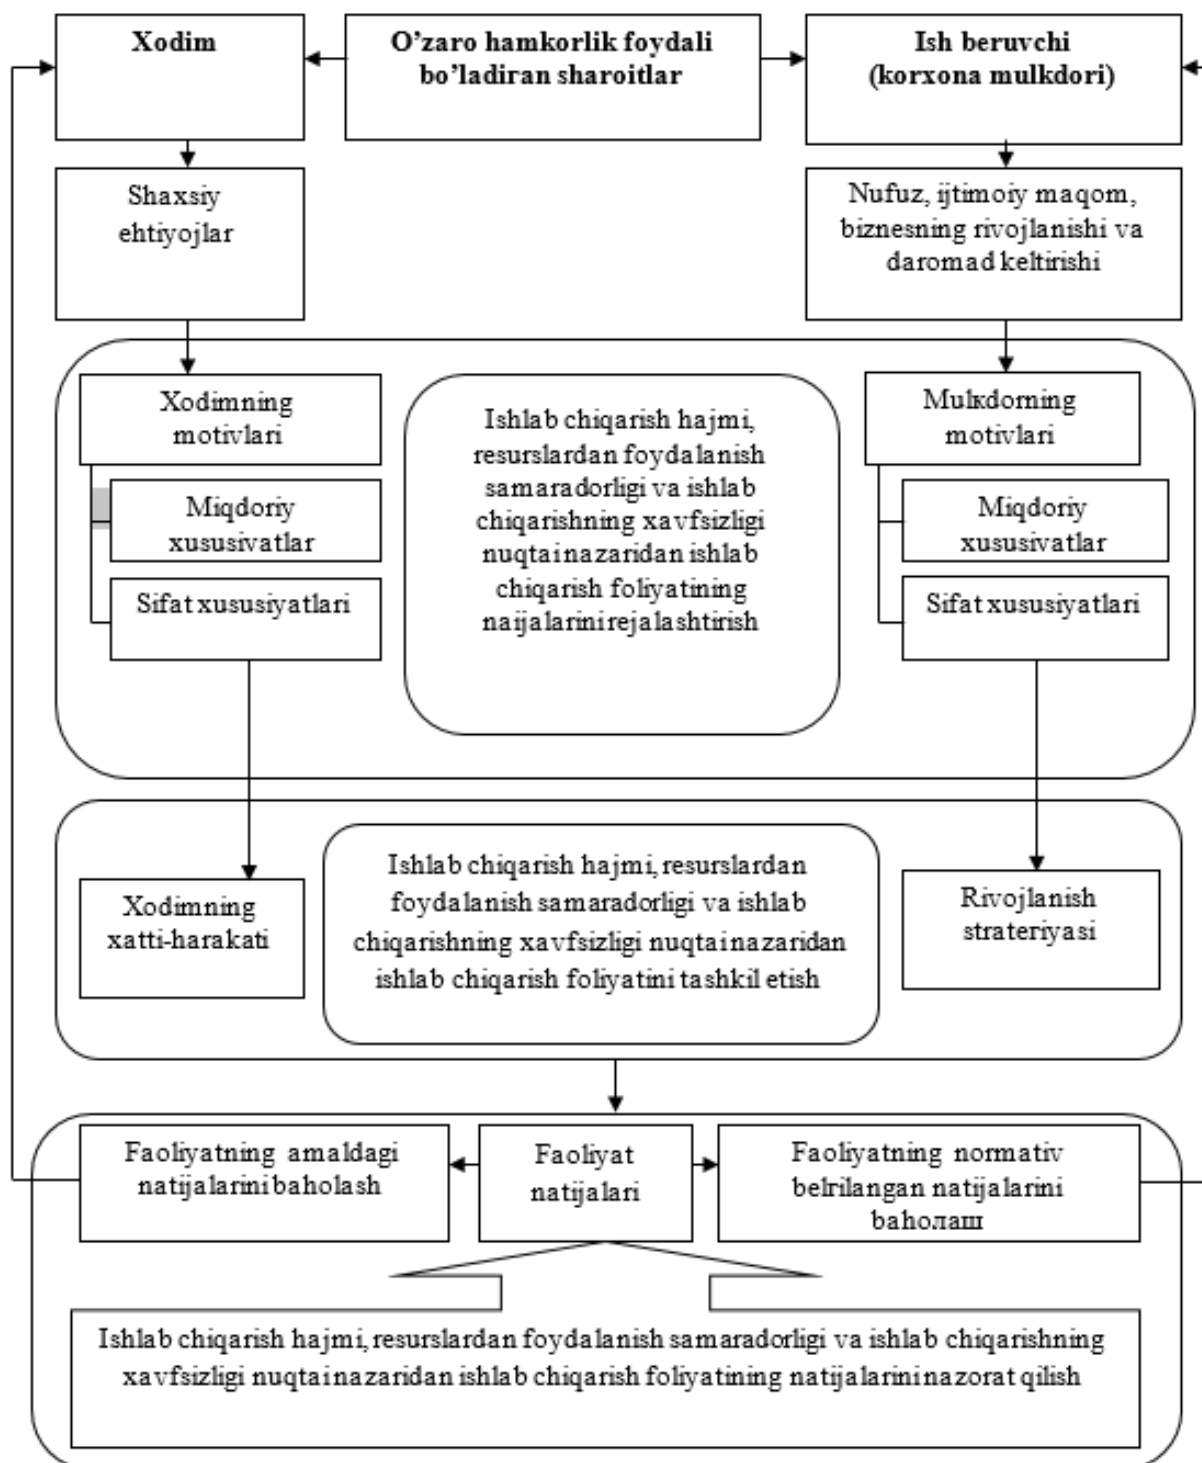 Xodim
O’zaro hamkorlik foydali
bo’ladiгan sharoitlar
Ish beruvchi
(korxona mulkdori)
Shaxsiy
ehtiyojlar
Nufuz, ijtimoiy maqom,
biznesning rivojlanishi va
daromad keltirishi
Xodimning
motivlari
Miqdoriy
xususivatlar
Sifat xususiyatlari
Ishlab chiqarish hajmi,
resurslardan foydalanish
samaradorligi va ishlab
chiqarishning xavfsizligi
nuqtai nazaridan ishlab
chiqarish foliyatining
naijalarini rejalashtirish
Mulкdorning
motivlari
Miqdoriy
xususivatlar
Sifat xususiyatlari
Xodimning
xatti-harakati
Ishlab chiqarish hajmi, resurslardan
foydalanish samaradorligi va ishlab
chiqarishning xavfsizligi nuqtai nazaridan
ishlab chiqarish foliyatini tashkil etish
Rivojlanish
strateriyasi
Faoliyatning amaldagi
natijalarini baholash
Faoliyat
natijalari
Faoliyatning normativ
belгilangan natijalarini
bahoлаш
Ishlab chiqarish hajmi, resurslardan foydalanish samaradorligi va ishlab chiqarishning
xavfsizligi nuqtai nazaridan ishlab chiqarish foliyatining natijalarini nazorat qilish